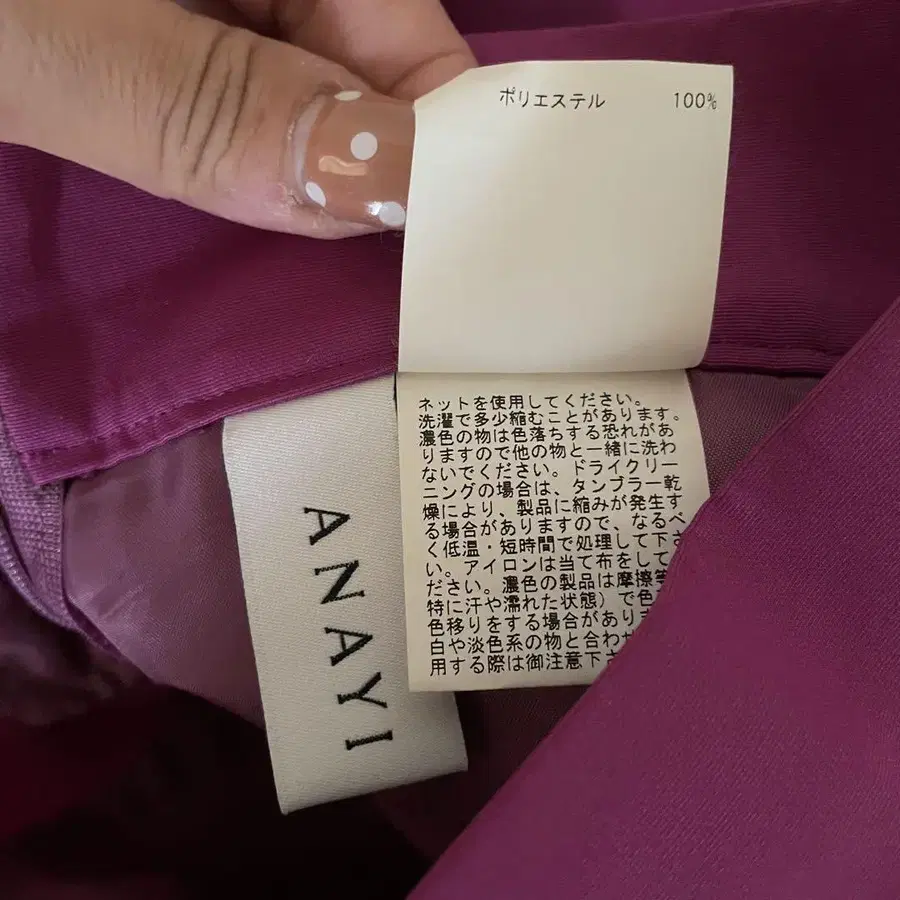 ポリエステル 100%
ネットを使用してください。
洗濯で多少縮むことがあります。
濃色の物は色落ちする恐れがあ
りますので他の物と一緒に洗わ
ないでください。ドライクリー
ニングの場合は、タンブラー乾
燥により、製品に縮みが発生す
る場合がありますので、なるべ
く低温・短時間で処理して下さ
い。アイロンは当て布をして
ださい。濃色の製品は摩擦等
特に汗や濡れた状態）で色
色移りをする場合がありま
白や淡色系の物と合わせ
用する際は御注意下さ
ANAYI